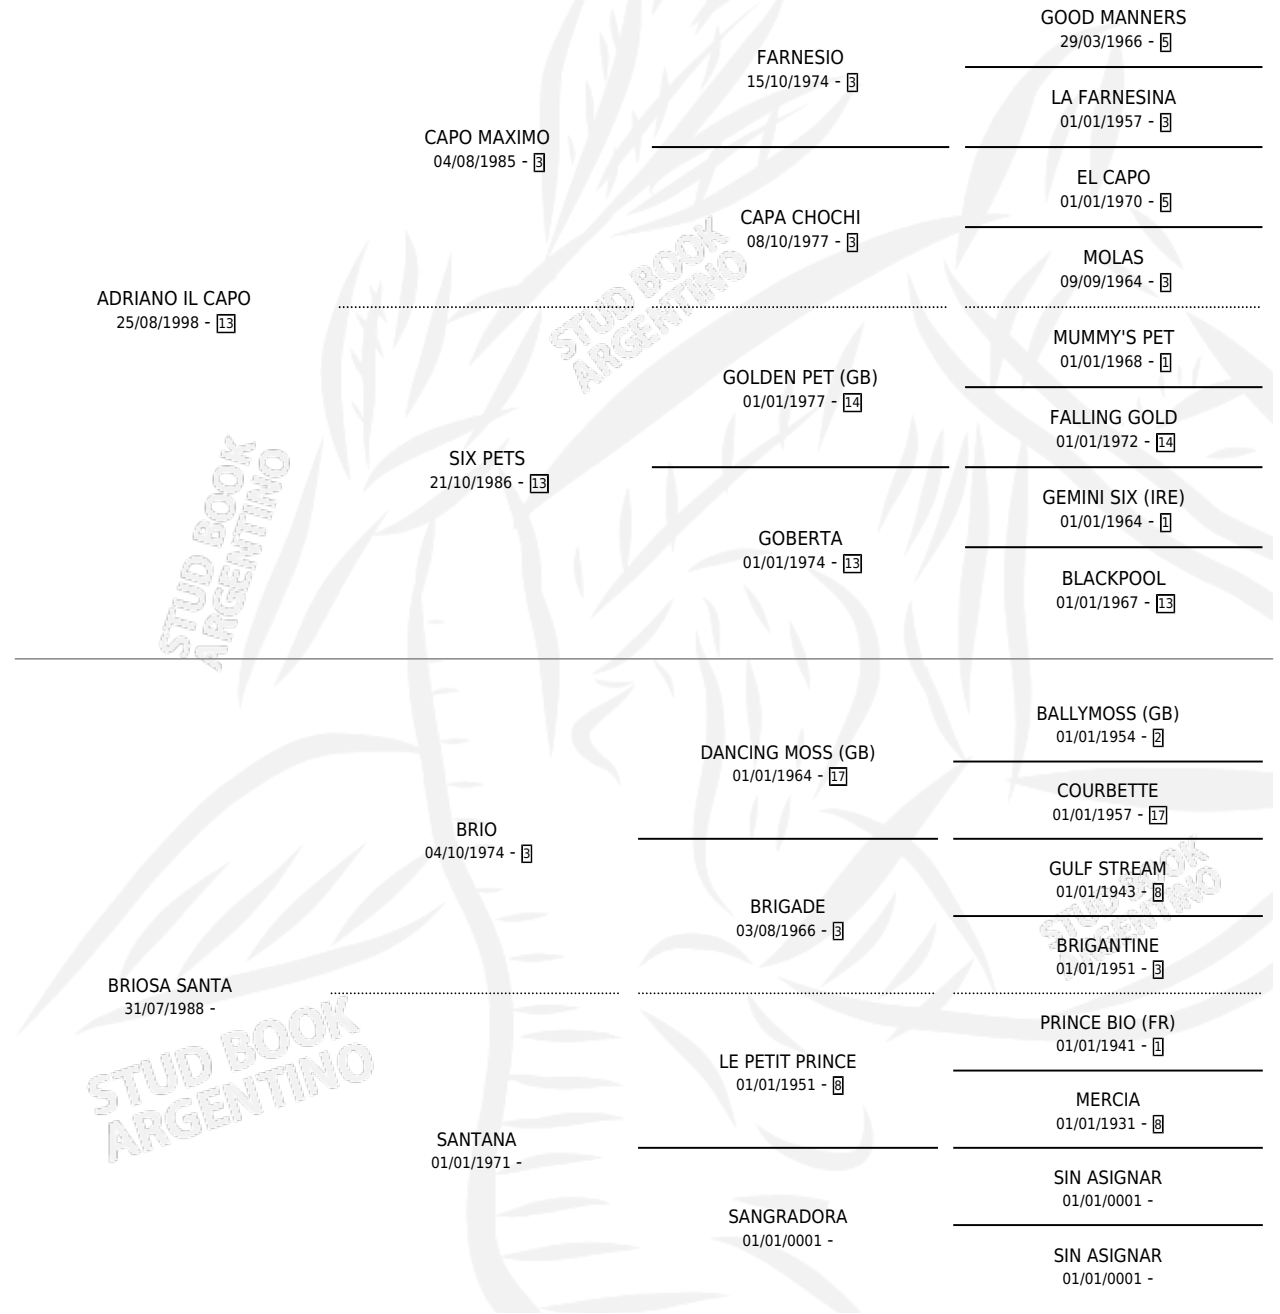 GOOD MANNERS
29/03/1966 - 5
FARNESIO
15/10/1974 - 3
LA FARNESINA
01/01/1957 - 3
CAPO MAXIMO
04/08/1985 - 3
EL CAPO
01/01/1970 - 5
CAPA CHOCHI
08/10/1977 - 3
MOLAS
09/09/1964 - 3
ADRIANO IL CAPO
25/08/1998 - 13
MUMMY'S PET
01/01/1968 - 1
GOLDEN PET (GB)
01/01/1977 - 14
FALLING GOLD
01/01/1972 - 14
SIX PETS
21/10/1986 - 13
GEMINI SIX (IRE)
01/01/1964 - 1
GOBERTA
01/01/1974 - 13
BLACKPOOL
01/01/1967 - 13
BALLYMOSS (GB)
01/01/1954 - 2
DANCING MOSS (GB)
01/01/1964 - 17
COURBETTE
01/01/1957 - 17
BRIO
04/10/1974 - 3
GULF STREAM
01/01/1943 - 8
BRIGADE
03/08/1966 - 3
BRIGANTINE
01/01/1951 - 3
BRIOSA SANTA
31/07/1988 -
PRINCE BIO (FR)
01/01/1941 - 1
LE PETIT PRINCE
01/01/1951 - 8
MERCIA
01/01/1931 - 8
SANTANA
01/01/1971 -
SIN ASIGNAR
01/01/0001 -
SANGRADORA
01/01/0001 -
SIN ASIGNAR
01/01/0001 -
STUD BOOK
ARGENTINO
STUD BOOK
ARGENTINO
STUD BOOK
ARGENTINO
STUD BOOK
ARGENTINO